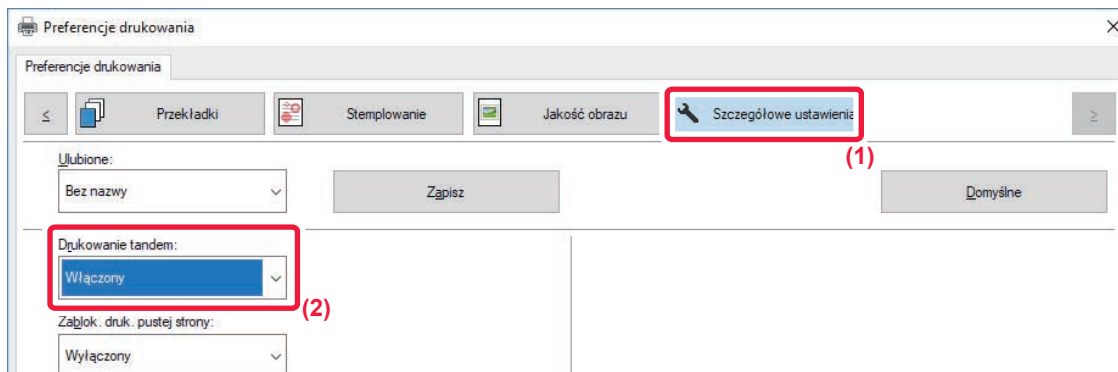 Preferencje drukowania
Preferencje drukowania
< Przekładki Stemplowanie Jakość obrazu Szczegółowe ustawienia >
(1)
Ulubione:
Bez nazwy Zapisz Domyślne
Drukowanie tandem:
Włączony
(2)
Zablok. druk. pustej strony:
Wyłączony